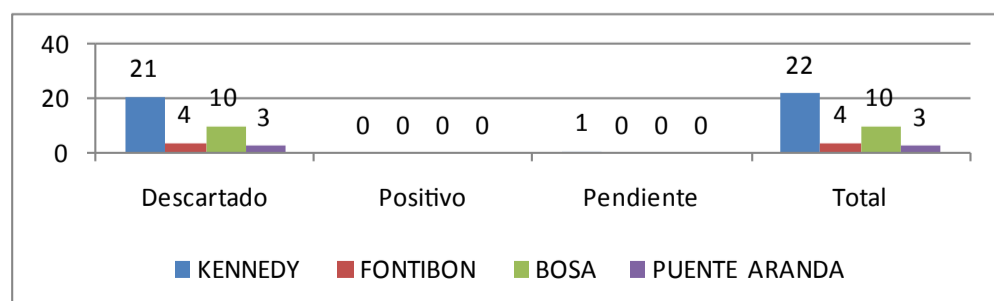 40
21
22
20
4
10
3
0 0 0 0
1 0 0 0
4
10
3
0
Descartado Positivo Pendiente Total
KENNEDY FONTIBON BOSA PUENTE ARANDA